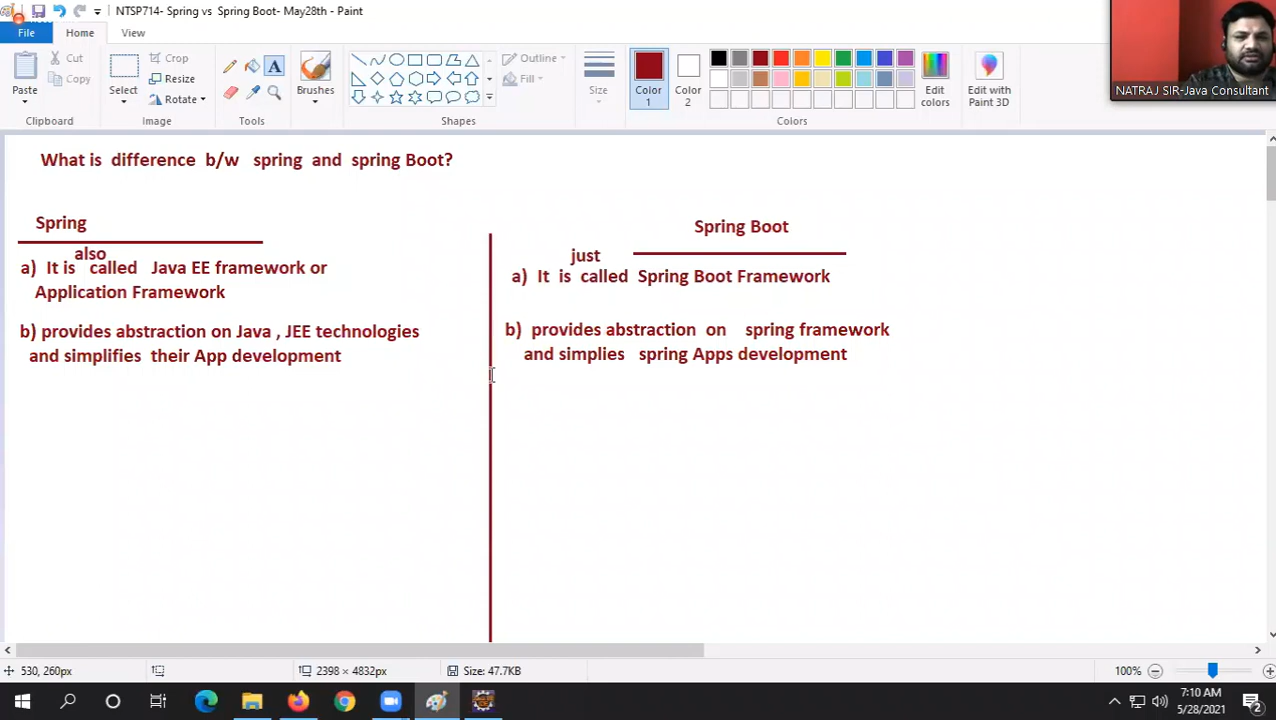 NTSP714- Spring vs Spring Boot- May28th - Paint
File Home View
Paste
Cut
Copy
Clipboard
Select
Crop
Resize
Rotate
Image
Tools
Brushes
Shapes
Outline
Fill
Size
Color 1
Color 2
Edit colors
Colors
Edit with Paint 3D
NATRAJ SIR-Java Consultant
What is difference b/w spring and spring Boot?
Spring
also
a) It is called Java EE framework or
Application Framework
b) provides abstraction on Java , JEE technologies
and simplifies their App development
Spring Boot
just
a) It is called Spring Boot Framework
b) provides abstraction on spring framework
and simplies spring Apps development
530, 260px
2398 × 4832px
Size: 47.7KB
100%
7:10 AM
5/28/2021
2